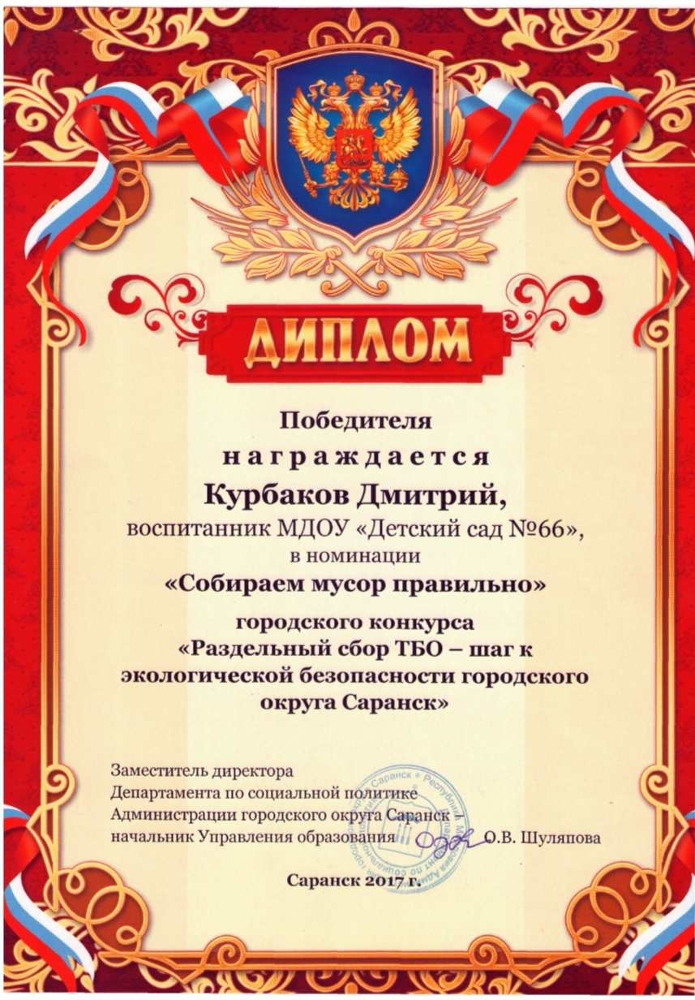 ДИПЛОМ
Победителя
награждается
Курбаков Дмитрий,
воспитанник МДОУ «Детский сад №66»,
в номинации
«Собираем мусор правильно»
городского конкурса
«Раздельный сбор ТБО – шаг к
экологической безопасности городского
округа Саранск»
Заместитель директора
Департамента по социальной политике
Администрации городского округа Саранск –
начальник Управления образования О.В. Шуляпова
Саранск 2017 г.